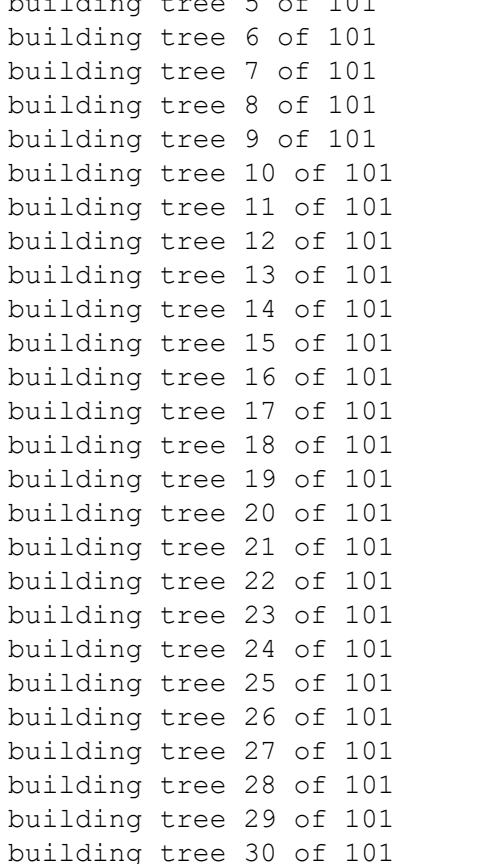 building tree 5 of 101
building tree 6 of 101
building tree 7 of 101
building tree 8 of 101
building tree 9 of 101
building tree 10 of 101
building tree 11 of 101
building tree 12 of 101
building tree 13 of 101
building tree 14 of 101
building tree 15 of 101
building tree 16 of 101
building tree 17 of 101
building tree 18 of 101
building tree 19 of 101
building tree 20 of 101
building tree 21 of 101
building tree 22 of 101
building tree 23 of 101
building tree 24 of 101
building tree 25 of 101
building tree 26 of 101
building tree 27 of 101
building tree 28 of 101
building tree 29 of 101
building tree 30 of 101